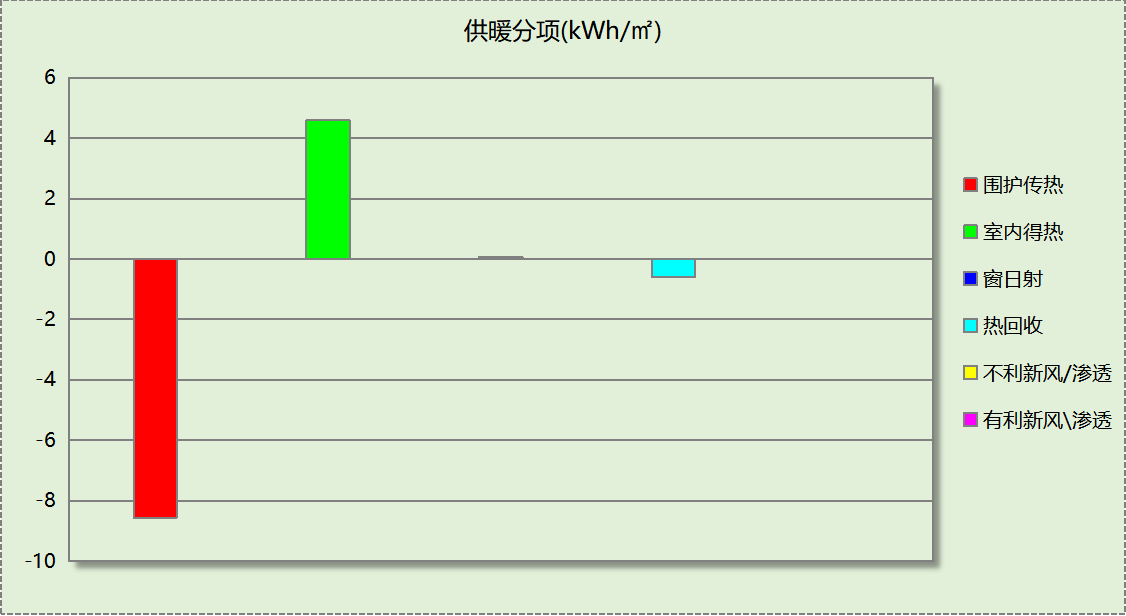 供暖分项(kWh/㎡)
6
4
2
0
-2
-4
-6
-8
-10
围护传热
室内得热
窗日射
热回收
不利新风/渗透
有利新风\渗透